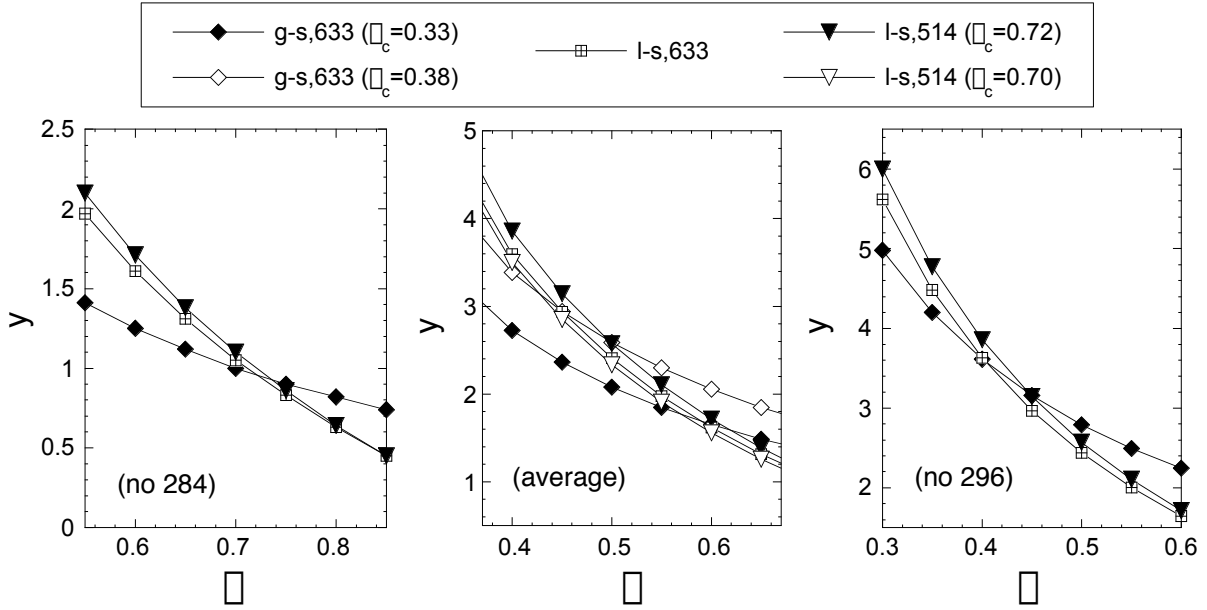 g-s,633 (▯c=0.33)
g-s,633 (▯c=0.38)
l-s,633
l-s,514 (▯c=0.72)
l-s,514 (▯c=0.70)
2.5
2
1.5
1
0.5
0
y
(no 284)
0.6 0.7 0.8
▯
5
4
3
2
1
y
(average)
0.4 0.5 0.6
▯
6
5
4
3
2
y
(no 296)
0.3 0.4 0.5 0.6
▯